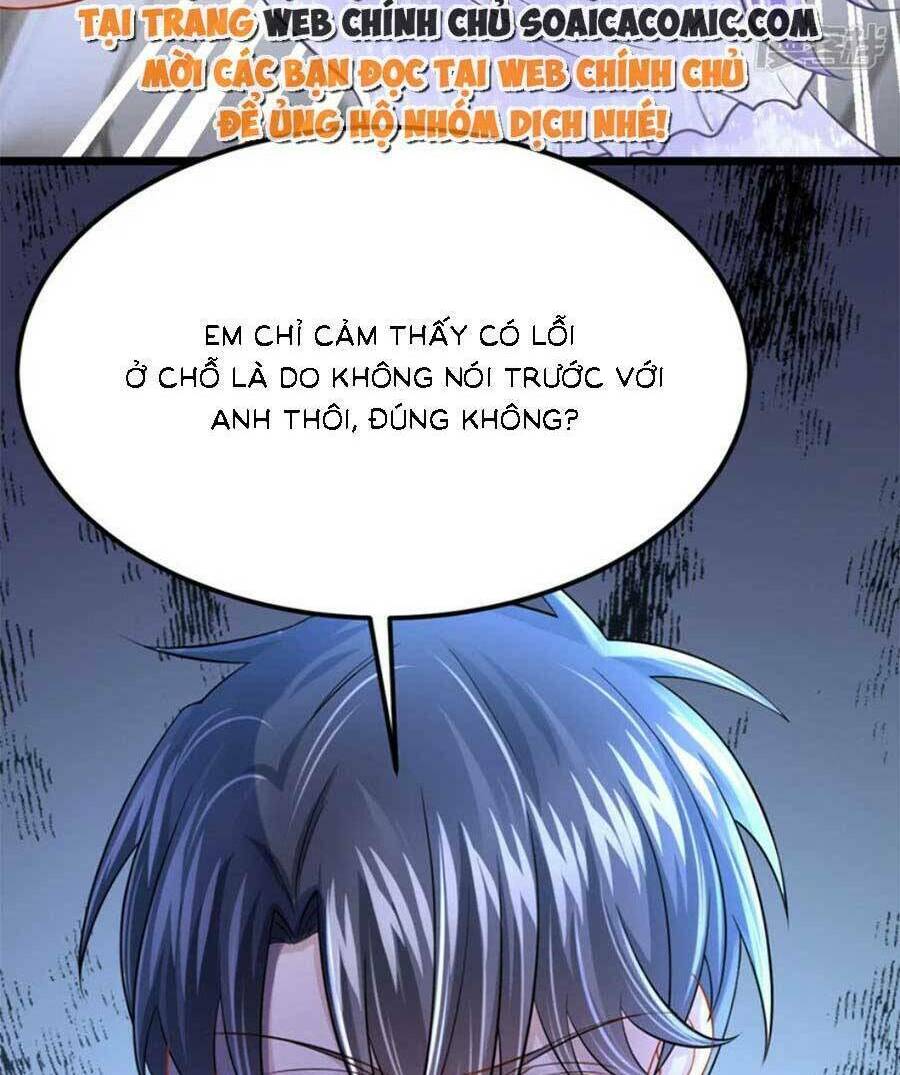 TẠI TRANG WEB CHÍNH CHỦ SOAICACOMIC.COM
MỜI CÁC BẠN ĐỌC TẠI WEB CHÍNH CHỦ
ĐỂ ỦNG HỘ NHÓM DỊCH NHÉ!
EM CHỈ CẢM THẤY CÓ LỖI
Ở CHỖ LÀ DO KHÔNG NÓI TRƯỚC VỚI
ANH THÔI, ĐÚNG KHÔNG?